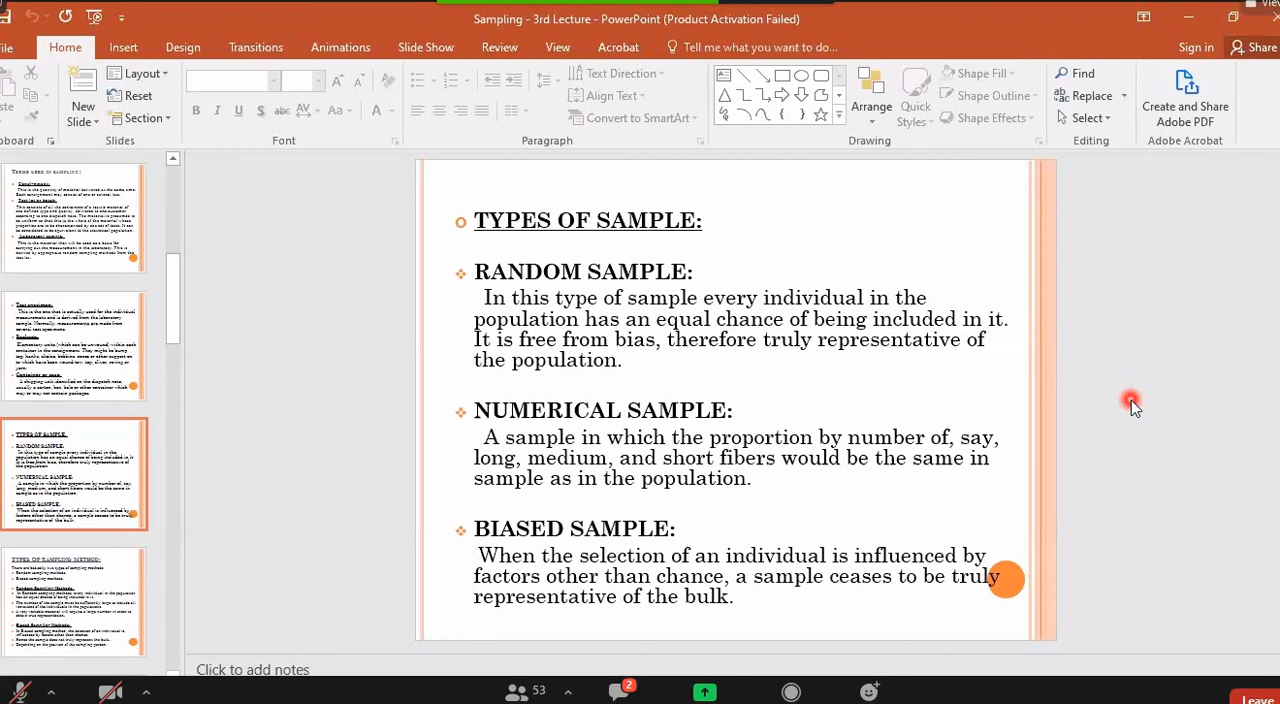 Sampling - 3rd Lecture - PowerPoint (Product Activation Failed)
View
File Home Insert Design Transitions Animations Slide Show Review View Acrobat Tell me what you want to do... Sign in Share
Layout
Reset
Section
New
Slide
Slides
Font
Text Direction
Align Text
Convert to SmartArt
Paragraph
Arrange
Quick
Styles
Shape Fill
Shape Outline
Shape Effects
Drawing
Find
Replace
Select
Editing
Create and Share
Adobe PDF
Adobe Acrobat
TYPES OF SAMPLE:
RANDOM SAMPLE:
In this type of sample every individual in the
population has an equal chance of being included in it.
It is free from bias, therefore truly representative of
the population.
NUMERICAL SAMPLE:
A sample in which the proportion by number of, say,
long, medium, and short fibers would be the same in
sample as in the population.
BIASED SAMPLE:
Whn the selection of an individual is influenced by
factors other than chance, a sample ceases to be truly
representative of the bulk.
Click to add notes
53
2
Leave